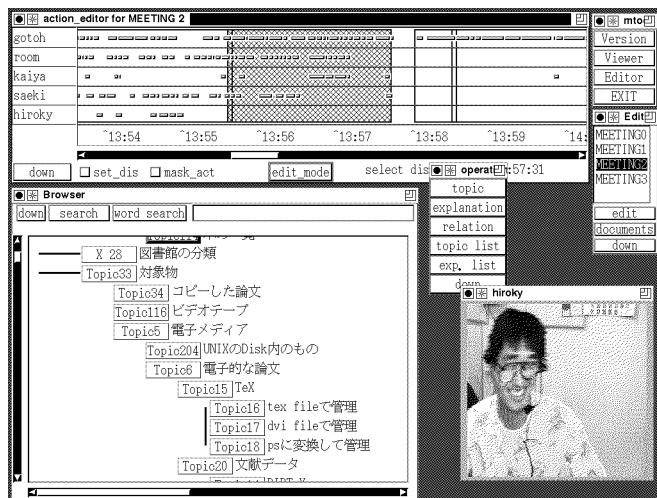 action_editor for MEETING 2
gotoh
room
kaiya
saeki
hiroky
^13:54 ^13:55 ^13:56 ^13:57 ^13:58 ^13:59 ^14:
down set_dis mask_act edit_mode select dis :57:31
mto
Version
Viewer
Editor
EXIT
Edit
MEETING0
MEETING1
MEETING2
MEETING3
edit
documents
down
operat
topic
explanation
relation
topic list
exp. list
down
Browser
down search word search
X 28 図書館の分類
Topic33 対象物
Topic34 コピーした論文
Topic116 ビデオテープ
Topic5 電子メディア
Topic204 UNIXのDisk内のもの
Topic6 電子的な論文
Topic15 TeX
Topic16 tex fileで管理
Topic17 dvi fileで管理
Topic18 psに変換して管理
Topic20 文献データ
hiroky